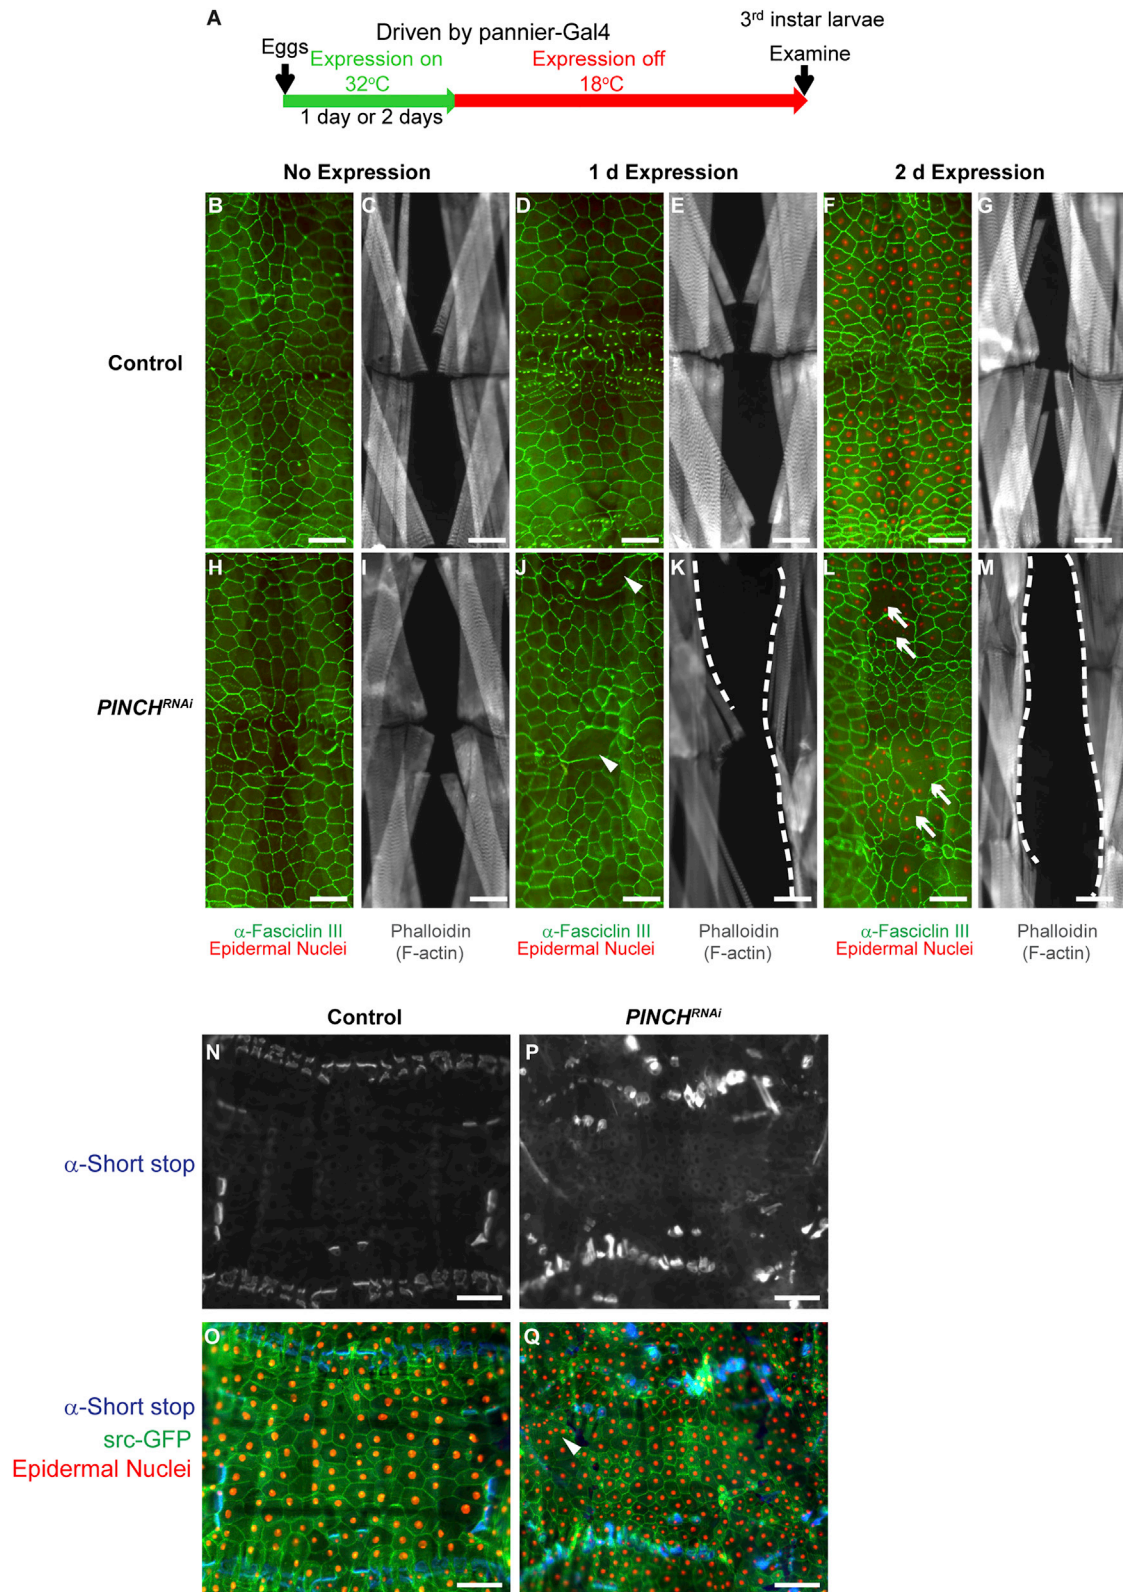 A
Driven by pannier-Gal4
3rd instar larvae
Eggs
Expression on
Expression off
Examine
32°C
18°C
1 day or 2 days
No Expression
1 d Expression
2 d Expression
B
C
D
E
F
G
Control
H
I
J
K
L
M
PINCHRNAi
α-Fasciclin III
Epidermal Nuclei
Phalloidin
(F-actin)
α-Fasciclin III
Epidermal Nuclei
Phalloidin
(F-actin)
α-Fasciclin III
Epidermal Nuclei
Phalloidin
(F-actin)
Control
PINCHRNAi
N
P
α-Short stop
O
Q
α-Short stop
src-GFP
Epidermal Nuclei